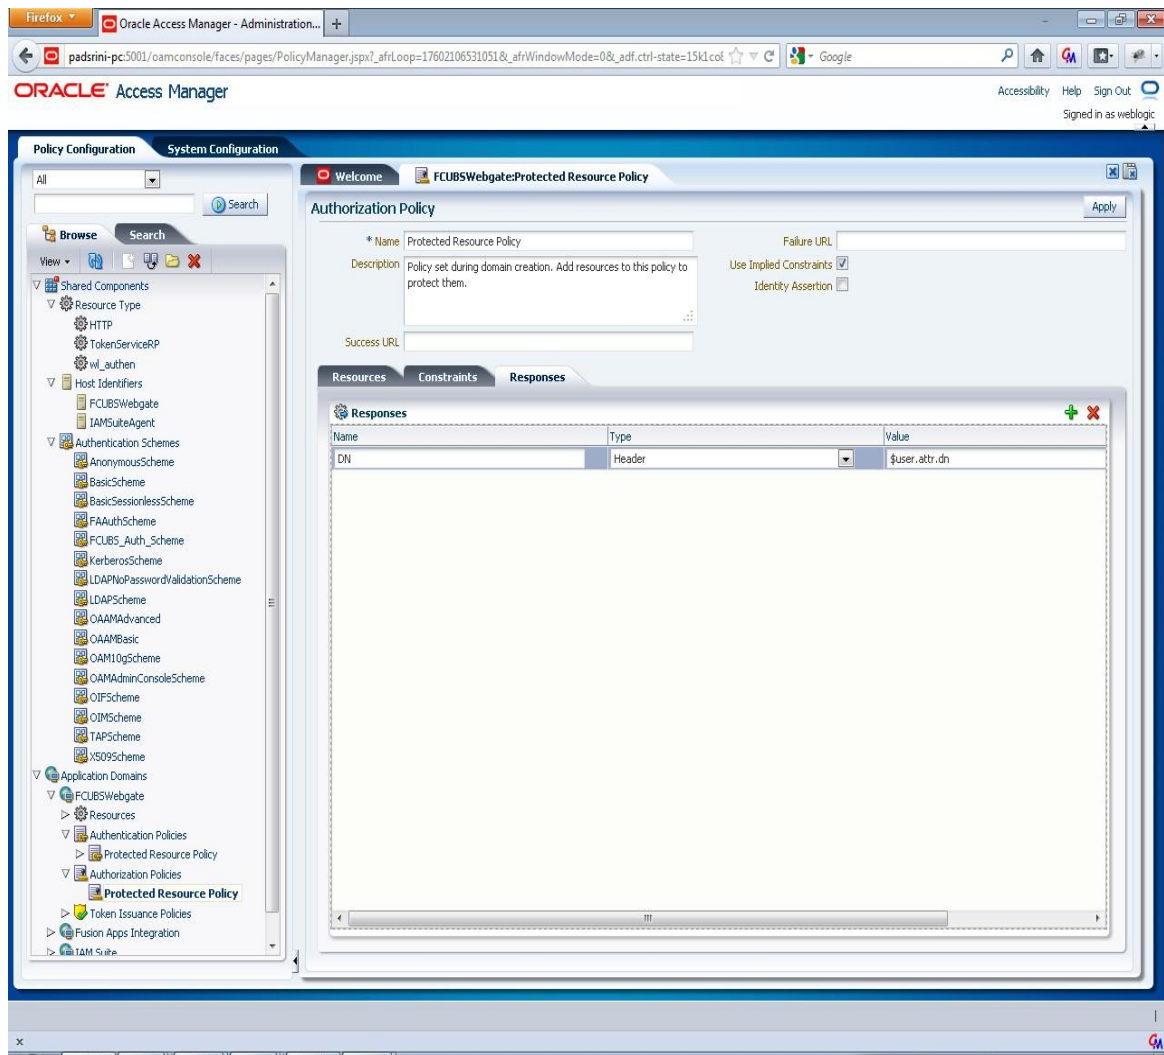 Firefox
Oracle Access Manager - Administration...
padsrini-pc:5001/oamconsole/faces/pages/PolicyManager.jspx?_afrLoop=17602106531051&_afrWindowMode=0&_adf.ctrl-state=15k1co
Google
ORACLE Access Manager
Accessibility Help Sign Out
Signed in as weblogic
Policy Configuration System Configuration
All
Search
Browse Search
View
Shared Components
Resource Type
HTTP
TokenServiceRP
wl_authen
Host Identifiers
FCUBSWebgate
IAMSuiteAgent
Authentication Schemes
AnonymousScheme
BasicScheme
BasicSessionlessScheme
FAAuthScheme
FCUBS_Auth_Scheme
KerberosScheme
LDAPNoPasswordValidationScheme
LDAPScheme
OAAMAdvanced
OAAMBasic
OAM10gScheme
OAMAdminConsoleScheme
OIFScheme
OIMScheme
TAPScheme
X509Scheme
Application Domains
FCUBSWebgate
Resources
Authentication Policies
Protected Resource Policy
Authorization Policies
Protected Resource Policy
Token Issuance Policies
Fusion Apps Integration
IAM Suite
Welcome FCUBSWebgate:Protected Resource Policy
Authorization Policy
Apply
* Name Protected Resource Policy
Description Policy set during domain creation. Add resources to this policy to
protect them.
Success URL
Failure URL
Use Implied Constraints
Identity Assertion
Resources Constraints Responses
Responses
Name Type Value
DN Header $user.attr.dn